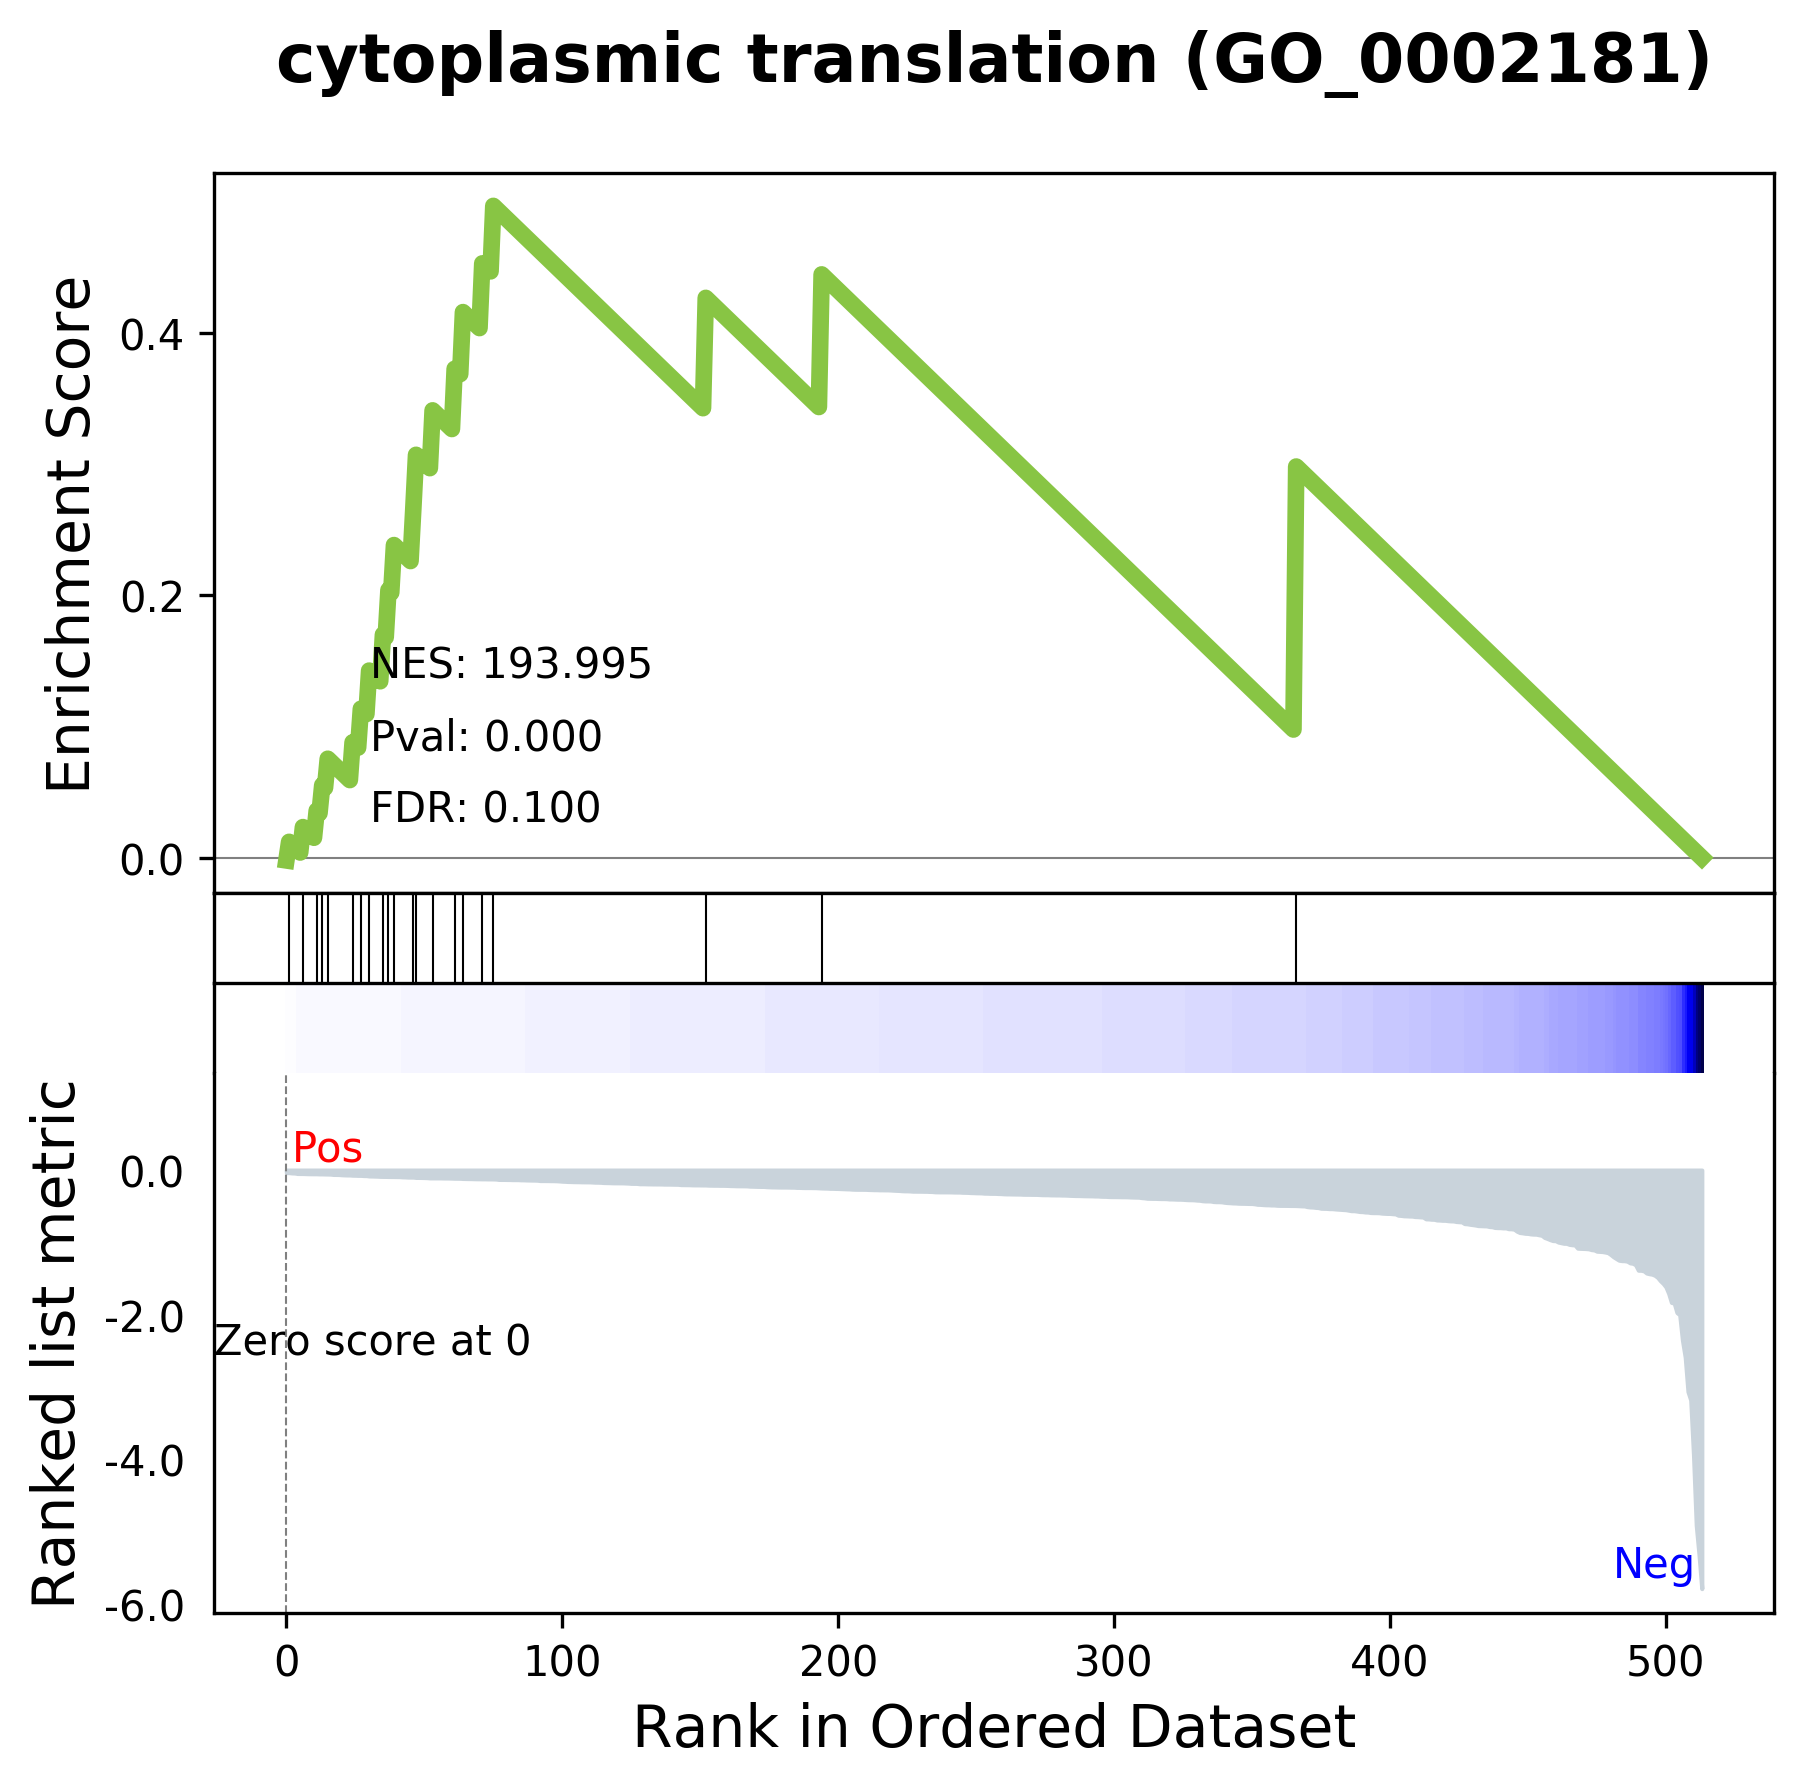 cytoplasmic translation (GO_0002181)
Enrichment Score
0.4
0.2
0.0
NES: 193.995
Pval: 0.000
FDR: 0.100
Ranked list metric
Pos
0.0
-2.0
Zero score at 0
-4.0
Neg
-6.0
0 100 200 300 400 500
Rank in Ordered Dataset